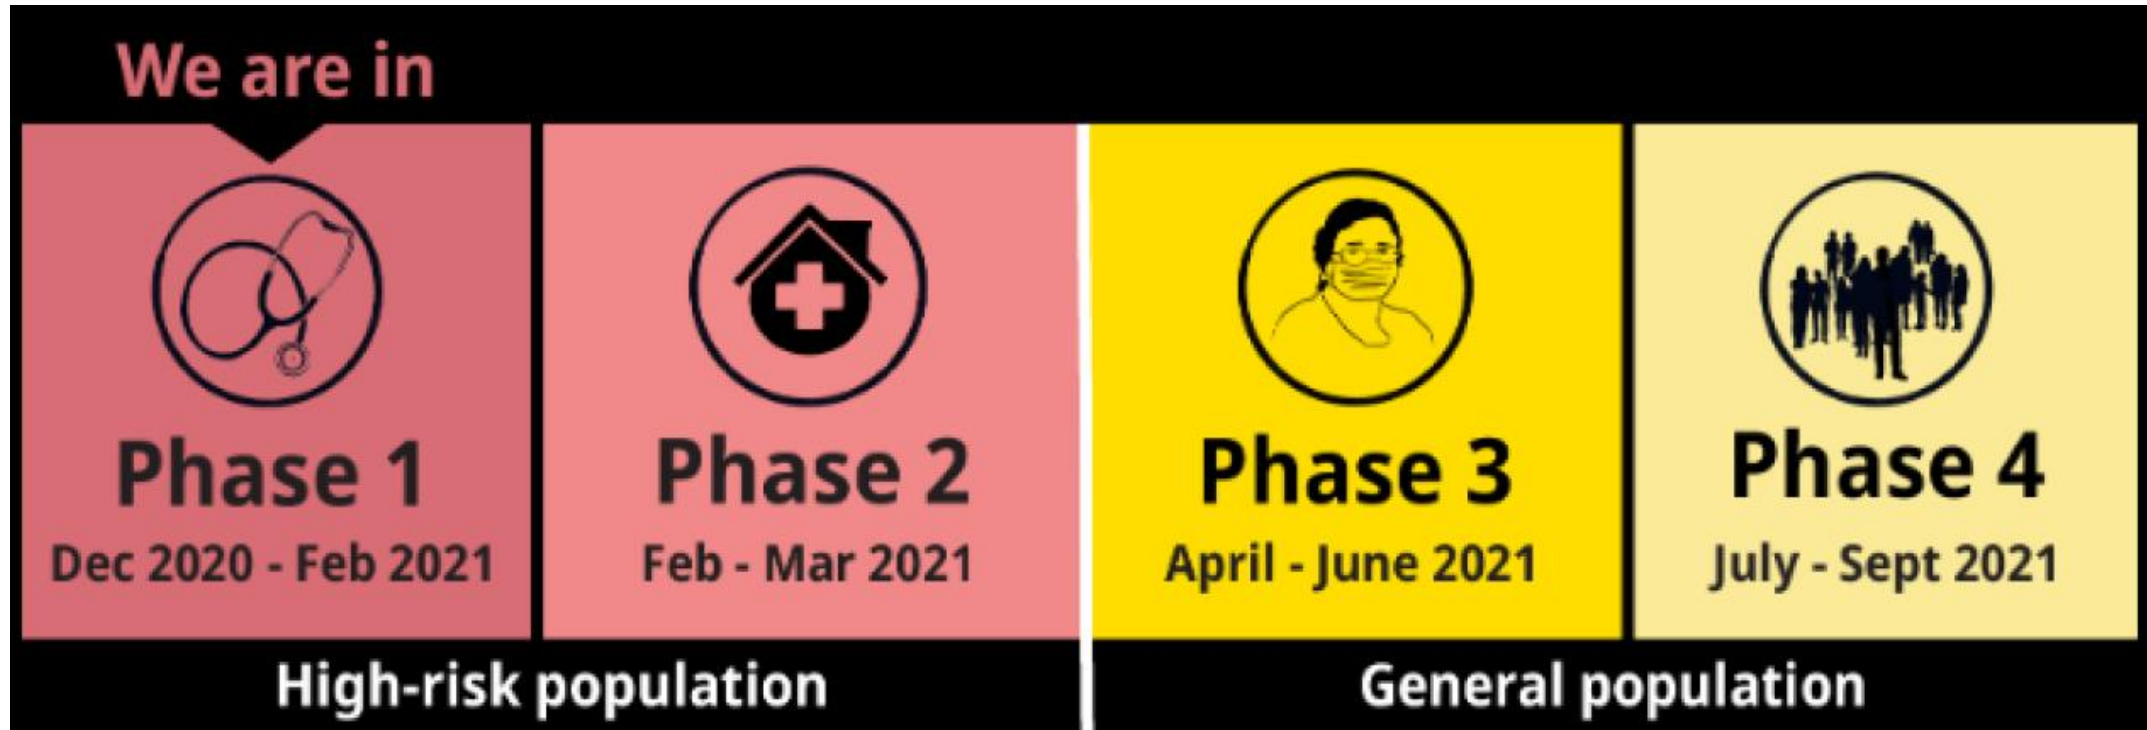 We are in
Phase 1
Dec 2020 - Feb 2021
Phase 2
Feb - Mar 2021
High-risk population
Phase 3
April - June 2021
Phase 4
July - Sept 2021
General population